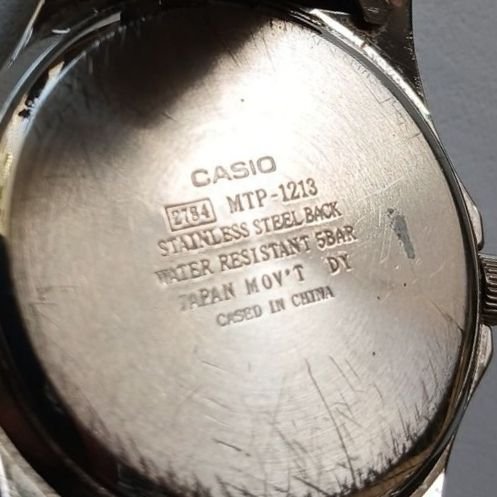 CASIO
2784 MTP-1213
STAINLESS STEEL BACK
WATER RESISTANT 5BAR
JAPAN MOV'T DY
CASED IN CHINA